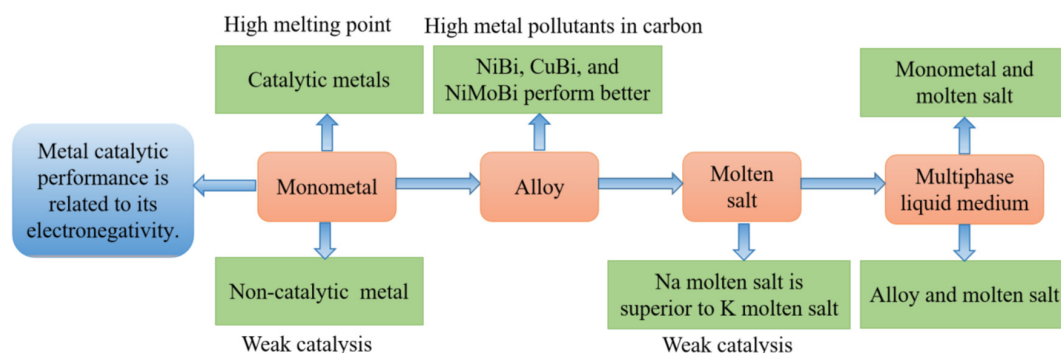 High melting point
High metal pollutants in carbon
Catalytic metals
NiBi, CuBi, and
NiMoBi perform better
Monometal and
molten salt
Metal catalytic
performance is
related to its
electronegativity.
Monometal
Alloy
Molten
salt
Multiphase
liquid medium
Non-catalytic metal
Na molten salt is
superior to K molten salt
Alloy and molten salt
Weak catalysis
Weak catalysis